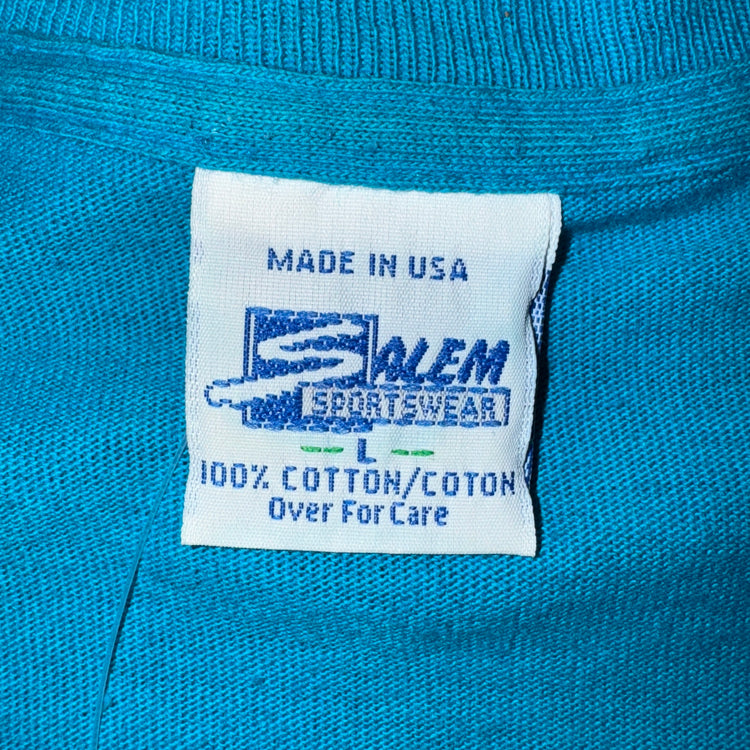 MADE IN USA
SALEM
SPORTSWEAR
L
100% COTTON/COTON
Over For Care